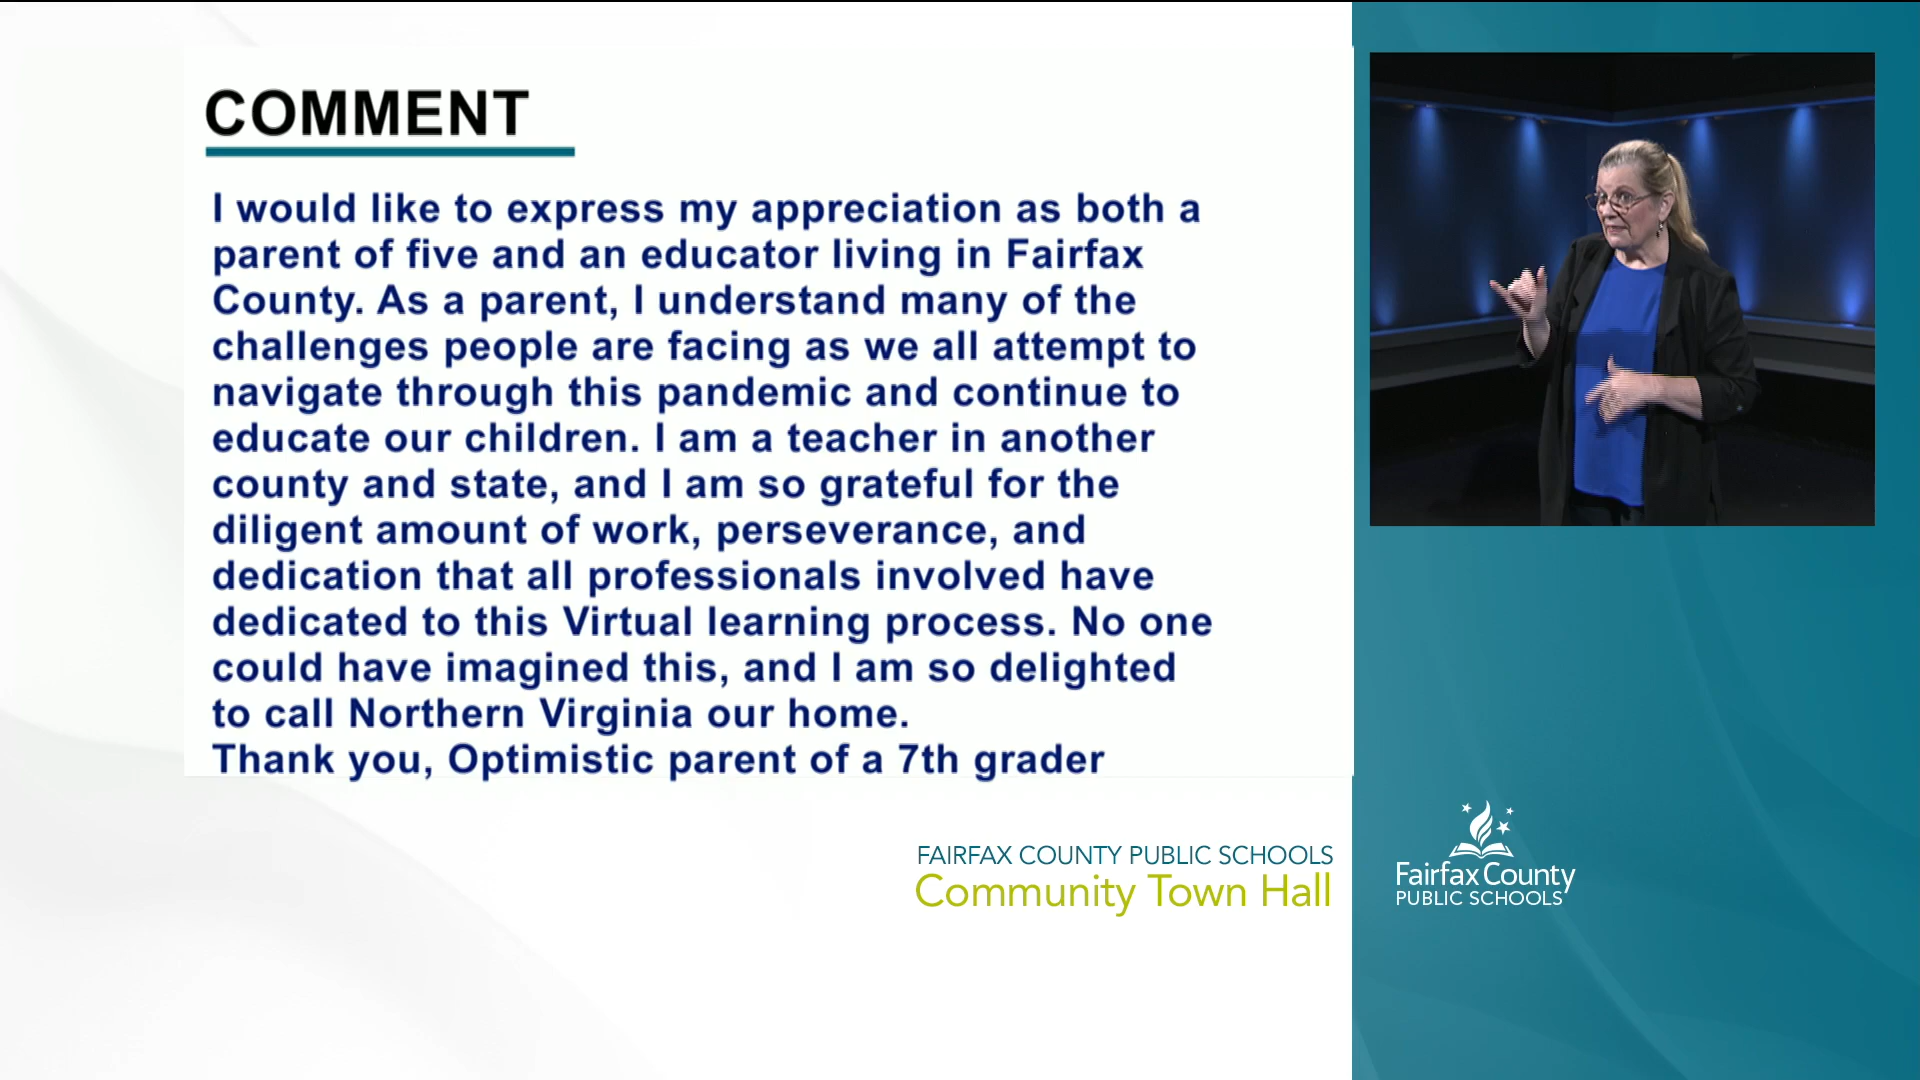 COMMENT
I would like to express my appreciation as both a
parent of five and an educator living in Fairfax
County. As a parent, I understand many of the
challenges people are facing as we all attempt to
navigate through this pandemic and continue to
educate our children. I am a teacher in another
county and state, and I am so grateful for the
diligent amount of work, perseverance, and
dedication that all professionals involved have
dedicated to this Virtual learning process. No one
could have imagined this, and I am so delighted
to call Northern Virginia our home.
Thank you, Optimistic parent of a 7th grader
FAIRFAX COUNTY PUBLIC SCHOOLS
Community Town Hall
Fairfax County
PUBLIC SCHOOLS